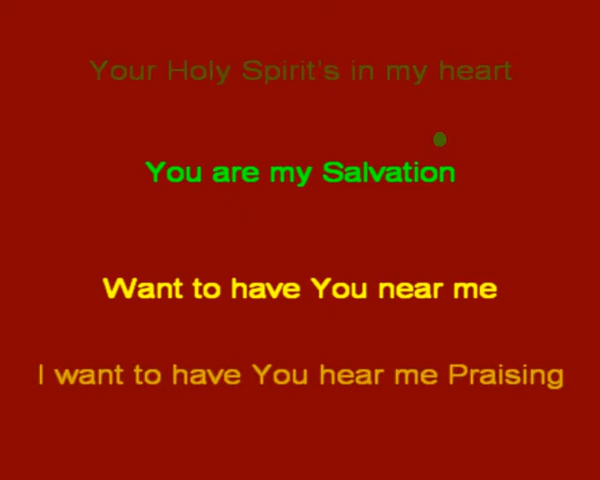 Your Holy Spirit's in my heart
You are my Salvation
Want to have You near me
I want to have You hear me Praising